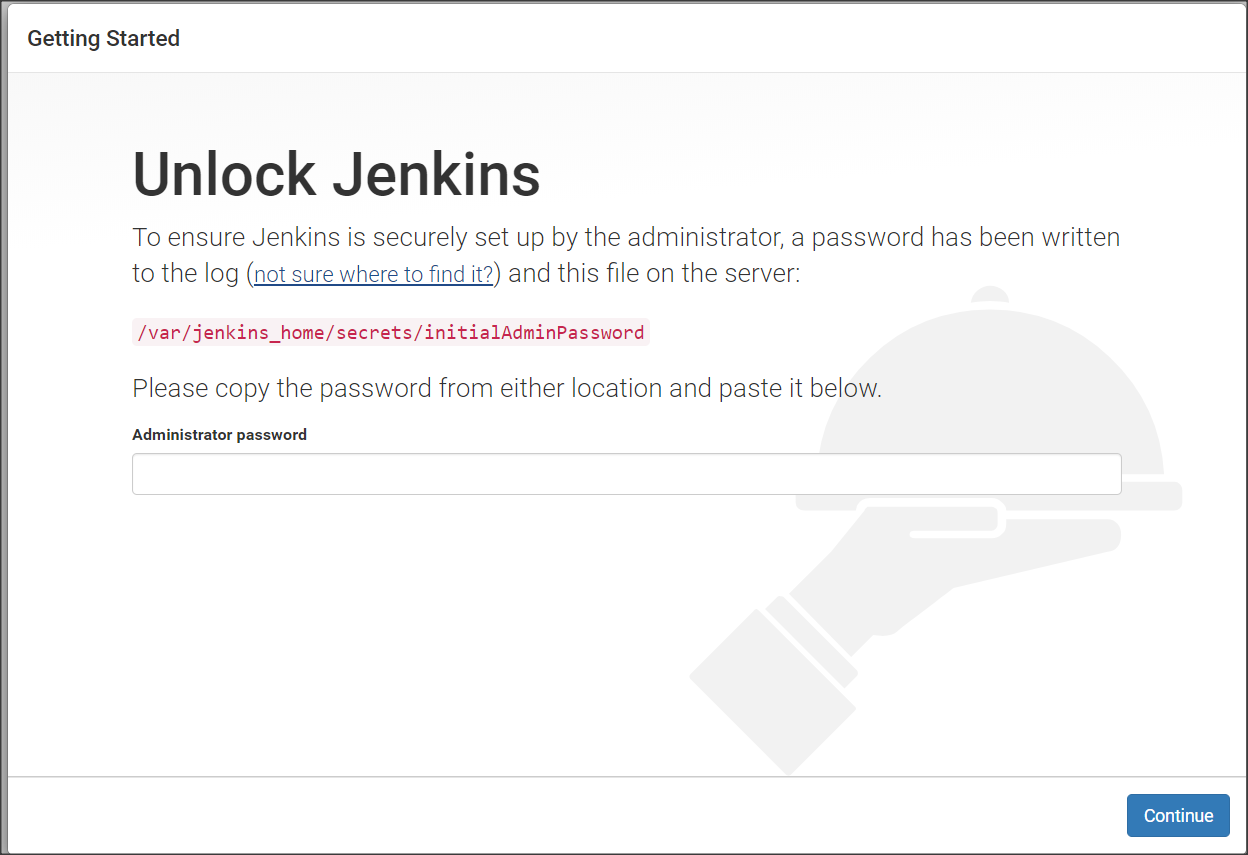 Getting Started
Unlock Jenkins
To ensure Jenkins is securely set up by the administrator, a password has been written
to the log (not sure where to find it?) and this file on the server:
/var/jenkins_home/secrets/initialAdminPassword
Please copy the password from either location and paste it below.
Administrator password
Continue